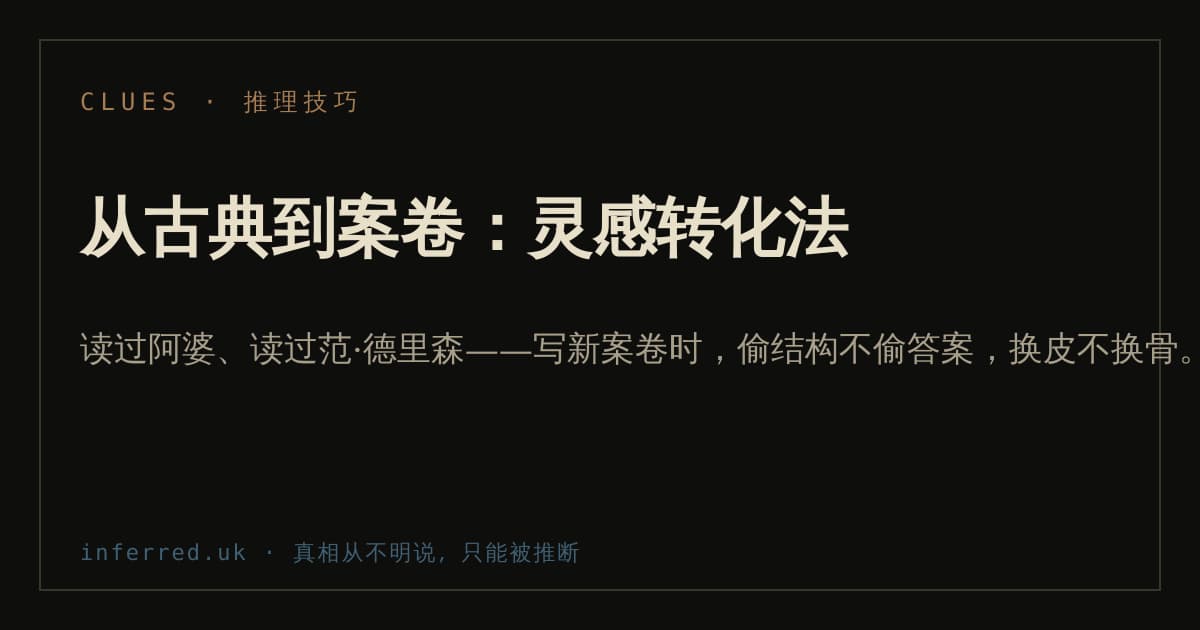 CLUES · 推理技巧
从古典到案卷：灵感转化法
读过阿婆、读过范·德里森——写新案卷时，偷结构不偷答案，换皮不换骨。
inferred.uk · 真相从不明说，只能被推断